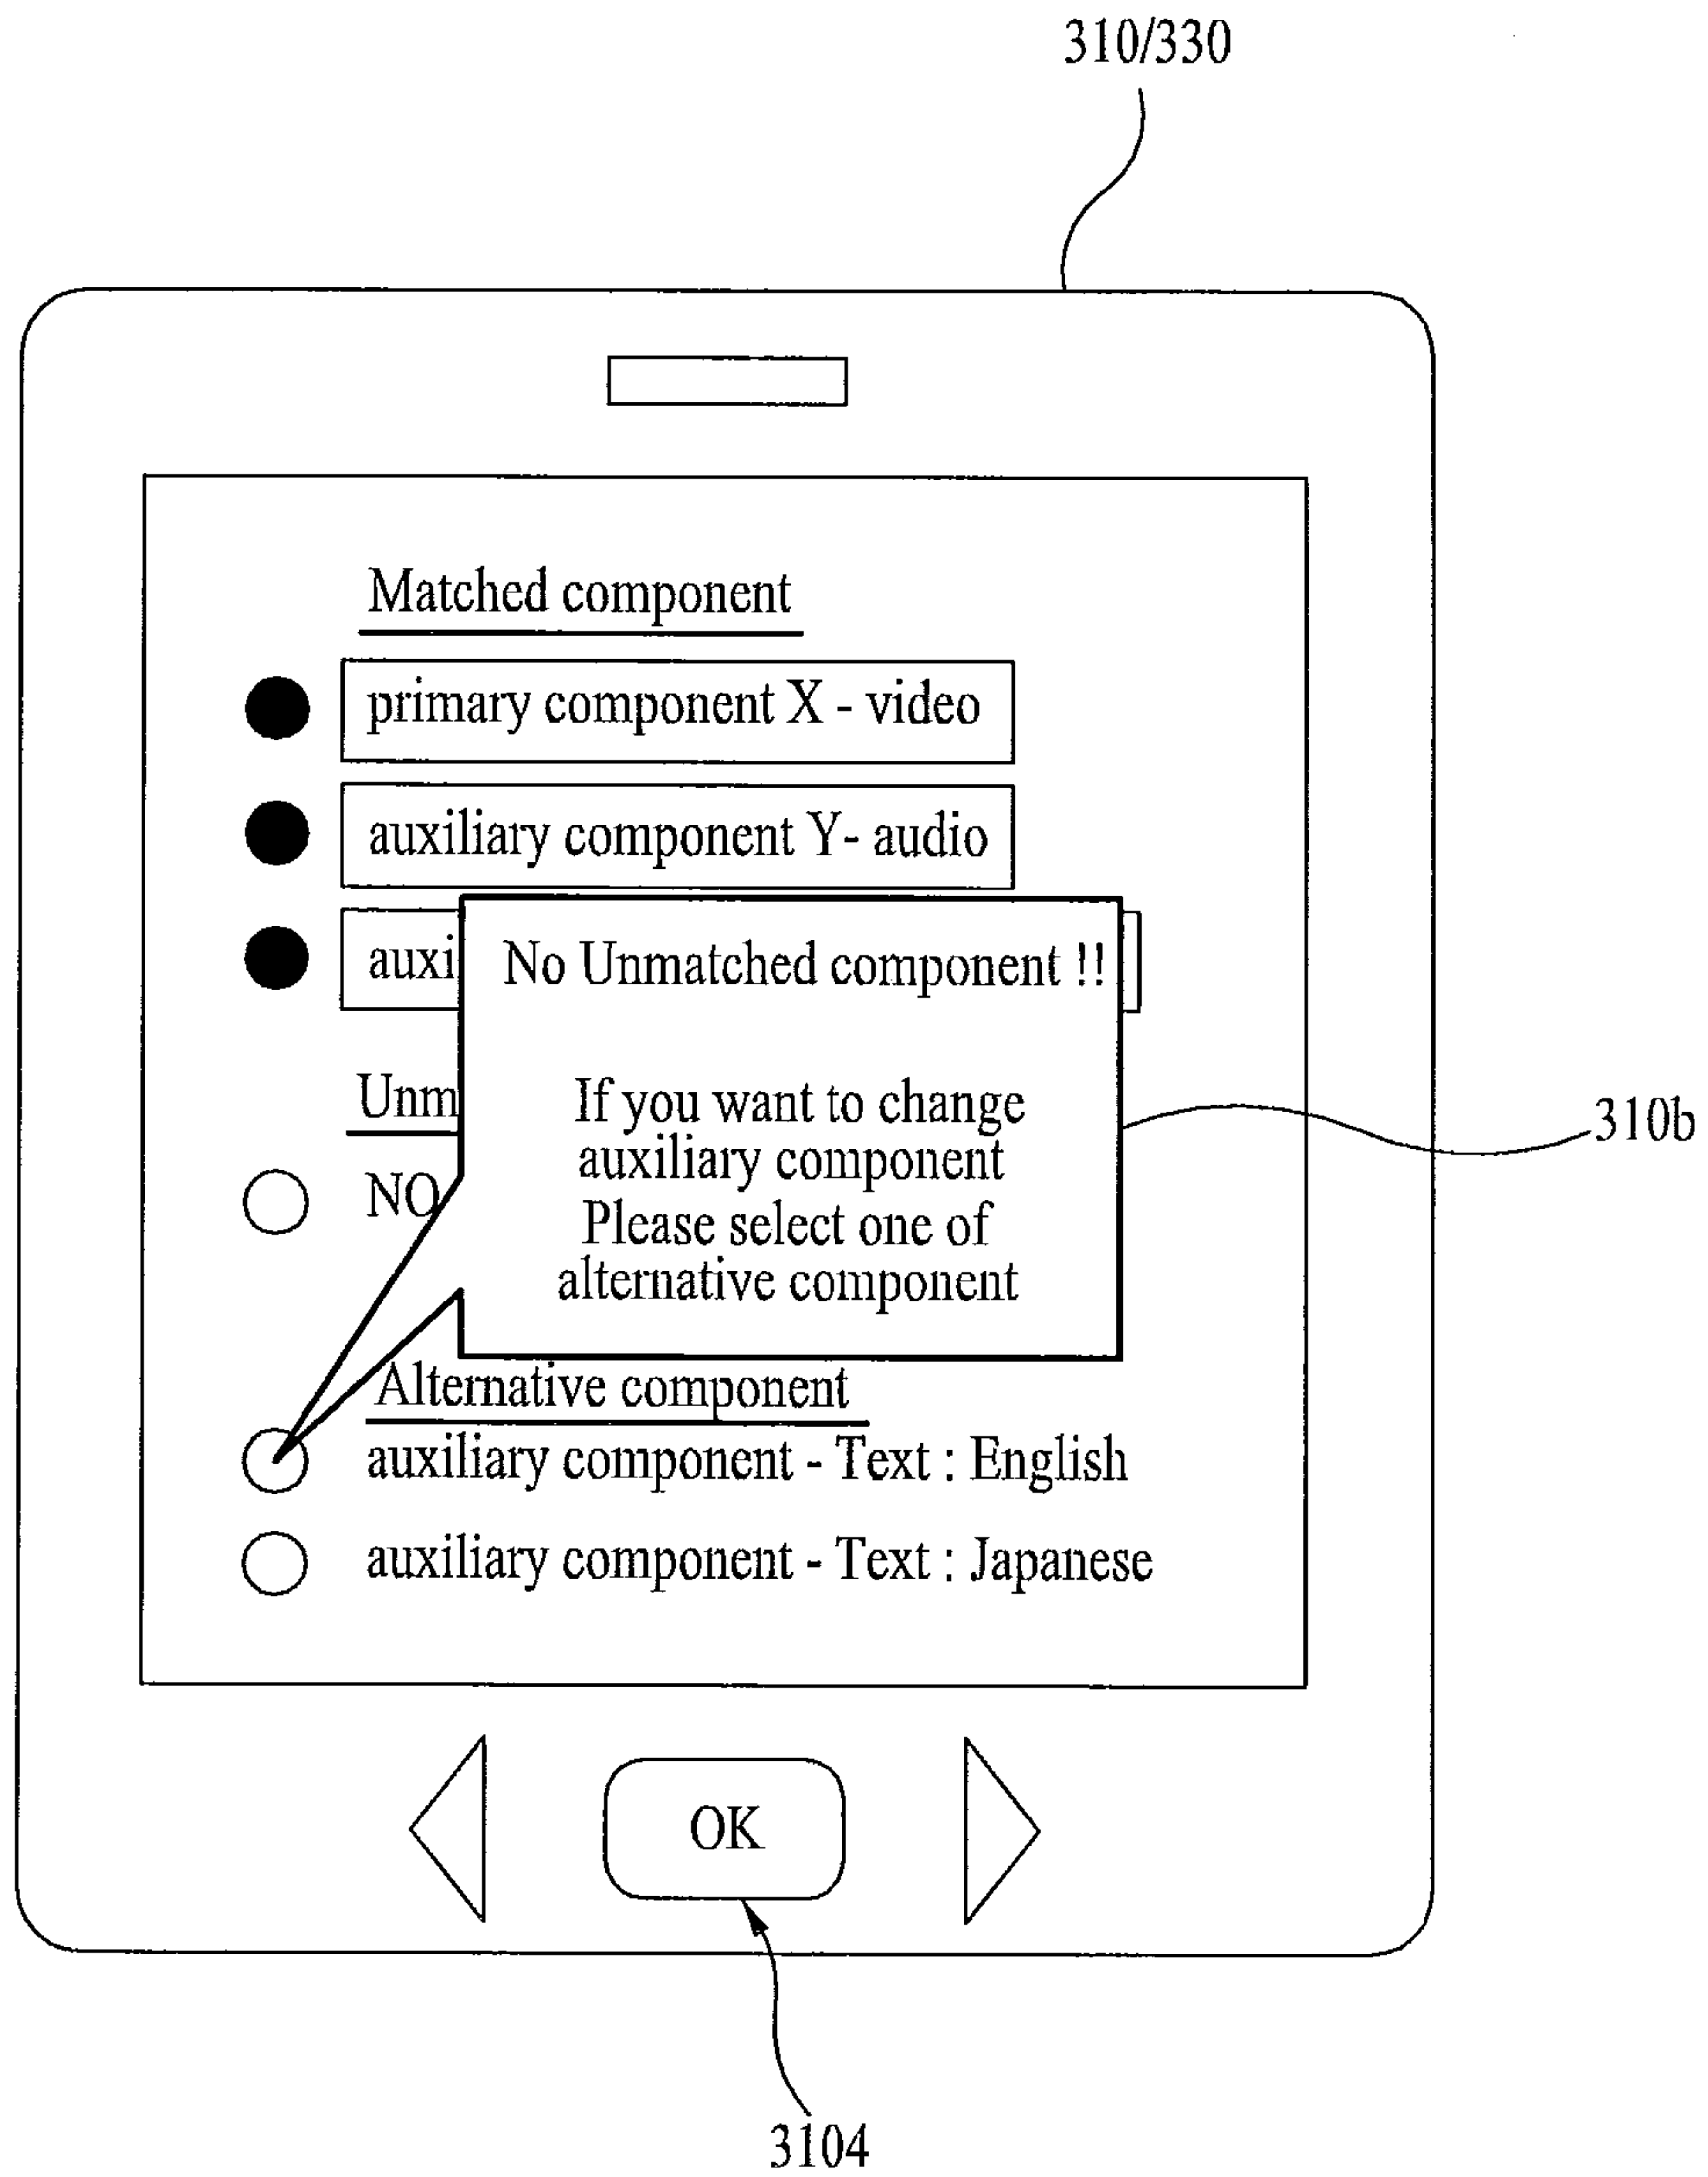 310/330
Matched component
primary component X - video
auxiliary component Y- audio
auxi
No Unmatched component !!
Unm
If you want to change
auxiliary component
310b
NO
Please select one of
alternative component
Alternative component
auxiliary component - Text : English
auxiliary component - Text : Japanese
OK
3104